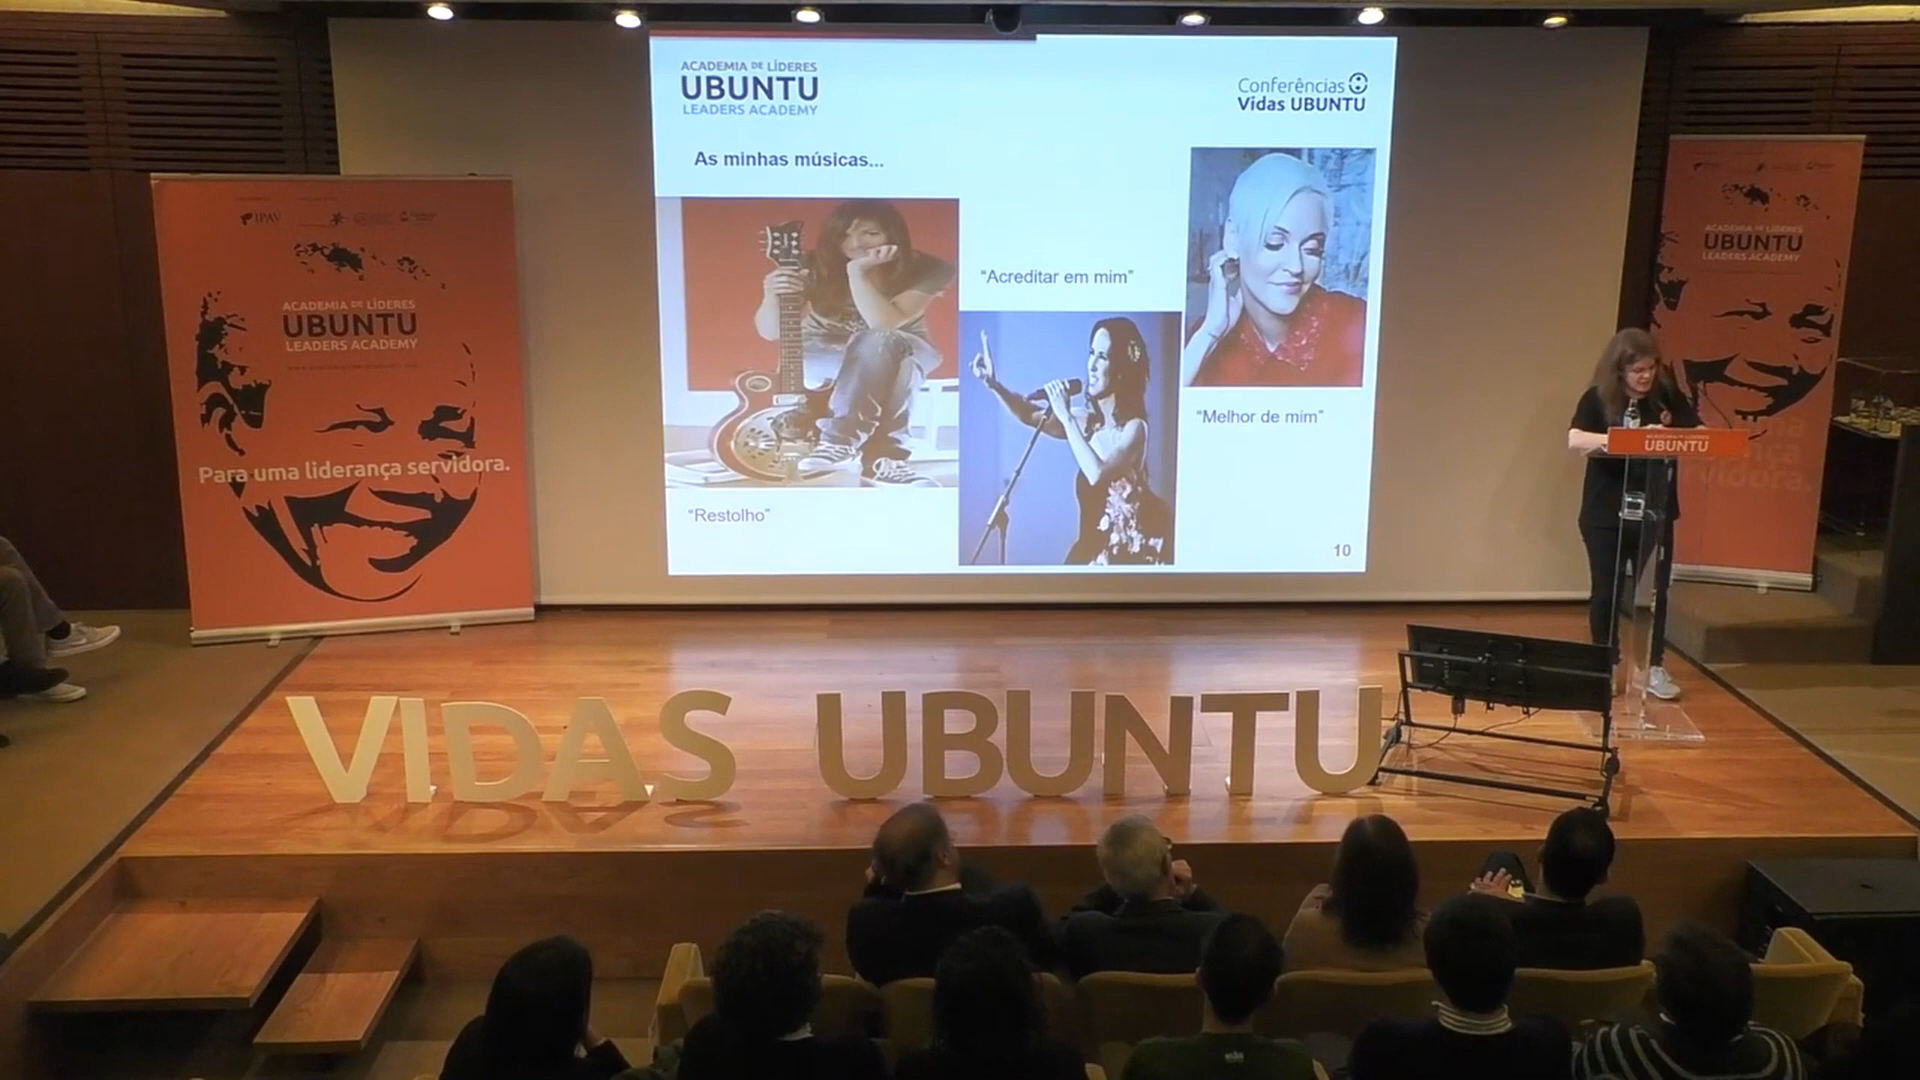 ACADEMIA DE LÍDERES
UBUNTU
LEADERS ACADEMY
Conferências
Vidas UBUNTU
As minhas músicas...
“Acreditar em mim”
“Melhor de mim”
“Restolho”
10
IPAV
ACADEMIA DE LÍDERES
UBUNTU
LEADERS ACADEMY
Para uma liderança servidora.
ACADEMIA DE LÍDERES
UBUNTU
LEADERS ACADEMY
servidora.
UBUNTU
VIDAS UBUNTU